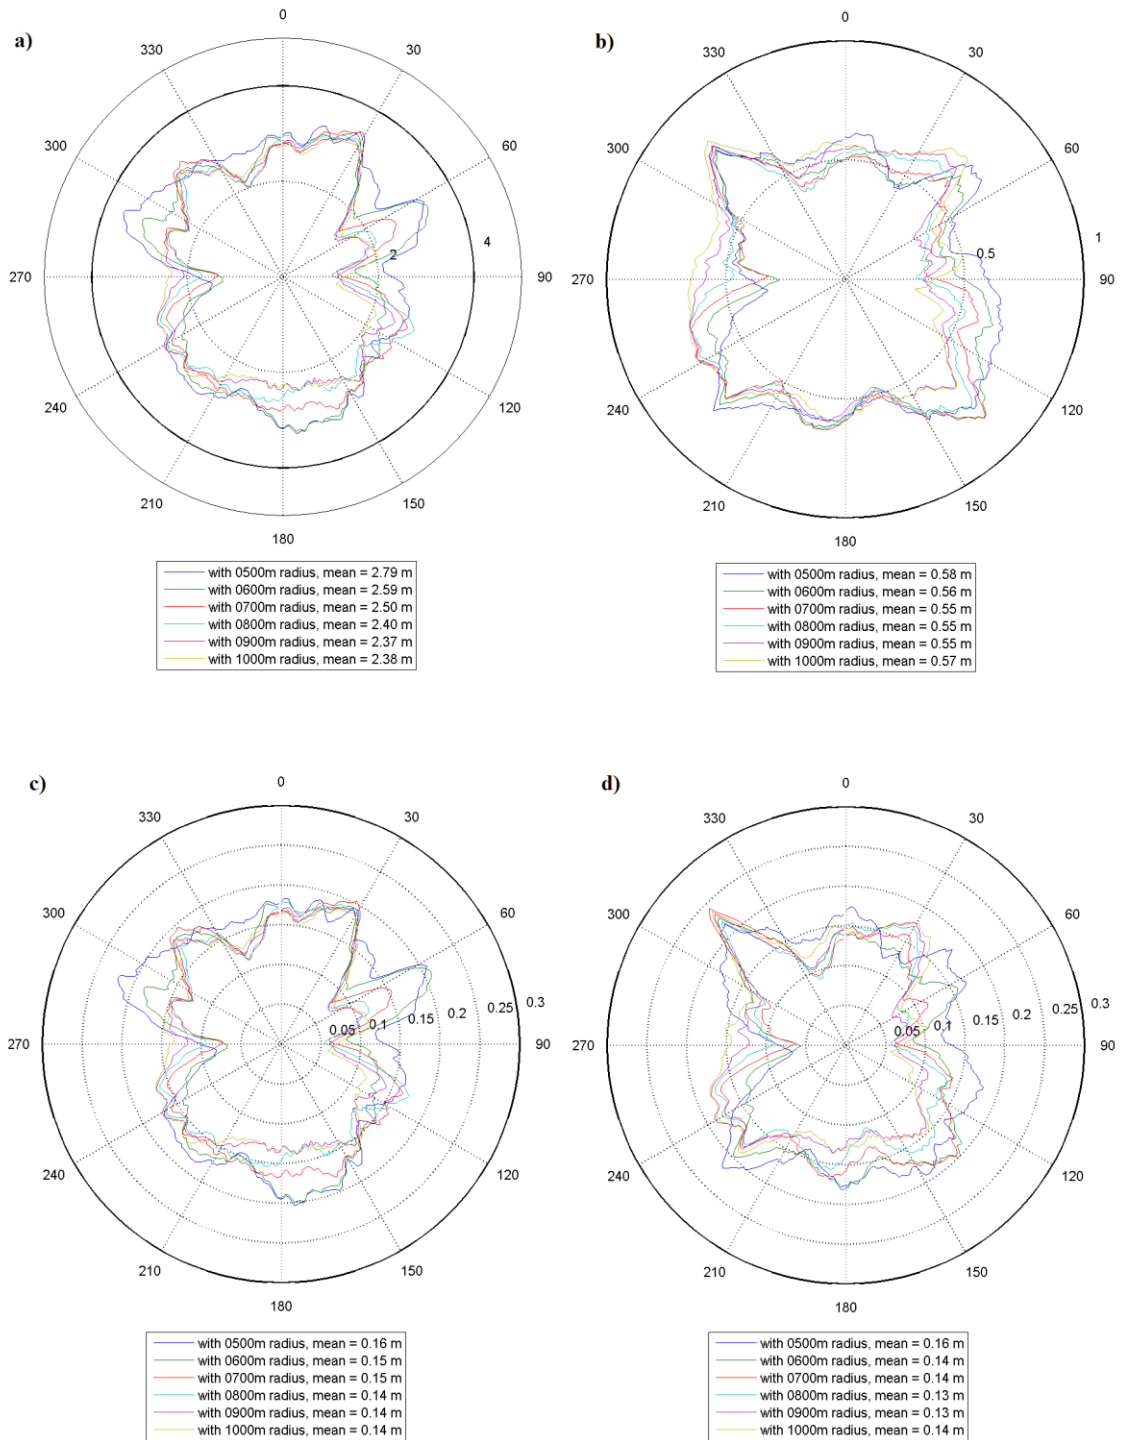 a)
0
30
60
90
120
150
180
210
240
270
300
330
2
4
with 0500m radius, mean = 2.79 m
with 0600m radius, mean = 2.59 m
with 0700m radius, mean = 2.50 m
with 0800m radius, mean = 2.40 m
with 0900m radius, mean = 2.37 m
with 1000m radius, mean = 2.38 m
b)
0
30
60
90
120
150
180
210
240
270
300
330
0.5
1
with 0500m radius, mean = 0.58 m
with 0600m radius, mean = 0.56 m
with 0700m radius, mean = 0.55 m
with 0800m radius, mean = 0.55 m
with 0900m radius, mean = 0.55 m
with 1000m radius, mean = 0.57 m
c)
0
30
60
90
120
150
180
210
240
270
300
330
0.05
0.1
0.15
0.2
0.25
0.3
with 0500m radius, mean = 0.16 m
with 0600m radius, mean = 0.15 m
with 0700m radius, mean = 0.15 m
with 0800m radius, mean = 0.14 m
with 0900m radius, mean = 0.14 m
with 1000m radius, mean = 0.14 m
d)
0
30
60
90
120
150
180
210
240
270
300
330
0.05
0.1
0.15
0.2
0.25
0.3
with 0500m radius, mean = 0.16 m
with 0600m radius, mean = 0.14 m
with 0700m radius, mean = 0.14 m
with 0800m radius, mean = 0.13 m
with 0900m radius, mean = 0.13 m
with 1000m radius, mean = 0.14 m